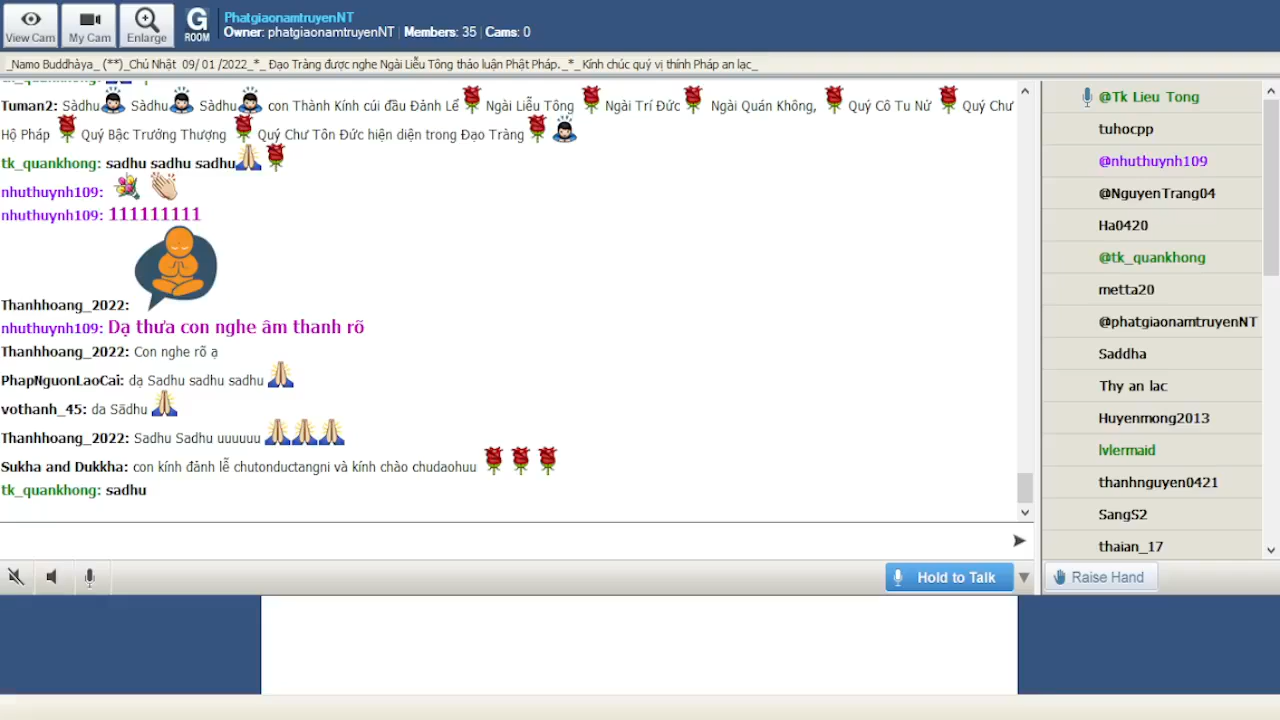 PhatgiaonamtruyenNT
Owner: phatgiaonamtruyenNT | Members: 35 | Cams: 0
View Cam
My Cam
Enlarge
G
ROOM
_Namo Buddhàya_ (**)_Chủ Nhật 09/ 01 /2022_*_ Đạo Tràng được nghe Ngài Liễu Tông thảo luận Phật Pháp._*_Kính chúc quý vị thính Pháp an lạc_
Tuman2: Sàdhu Sàdhu Sàdhu con Thành Kính cúi đầu Đảnh Lể Ngài Liễu Tông Ngài Trí Đức Ngài Quán Không, Quý Cô Tu Nữ Quý Chư
Hộ Pháp Quý Bậc Trưởng Thượng Quý Chư Tôn Đức hiện diện trong Đạo Tràng
tk_quankhong: sadhu sadhu sadhu
nhuthuynh109:
nhuthuynh109: 111111111
Thanhhoang_2022:
nhuthuynh109: Dạ thưa con nghe âm thanh rõ
Thanhhoang_2022: Con nghe rõ ạ
PhapNguonLaoCai: dạ Sadhu sadhu sadhu
vothanh_45: da Sādhu
Thanhhoang_2022: Sadhu Sadhu uuuuuu
Sukha and Dukkha: con kính đảnh lễ chutonductangni và kính chào chudaohuu
tk_quankhong: sadhu
Hold to Talk
@Tk Lieu Tong
tuhocpp
@nhuthuynh109
@NguyenTrang04
Ha0420
@tk_quankhong
metta20
@phatgiaonamtruyenNT
Saddha
Thy an lac
Huyenmong2013
lvlermaid
thanhnguyen0421
SangS2
thaian_17
Raise Hand